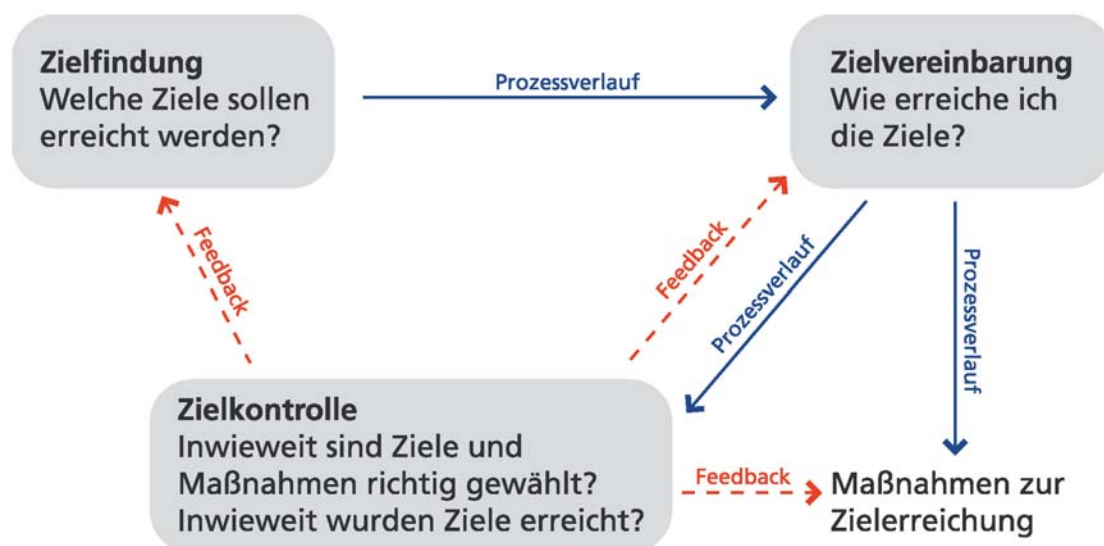 Zielfindung
Welche Ziele sollen
erreicht werden?
Prozessverlauf
Zielvereinbarung
Wie erreiche ich
die Ziele?
Feedback
Feedback
Prozessverlauf
Prozessverlauf
Zielkontrolle
Inwieweit sind Ziele und
Maßnahmen richtig gewählt?
Inwieweit wurden Ziele erreicht?
Feedback
Maßnahmen zur
Zielerreichung